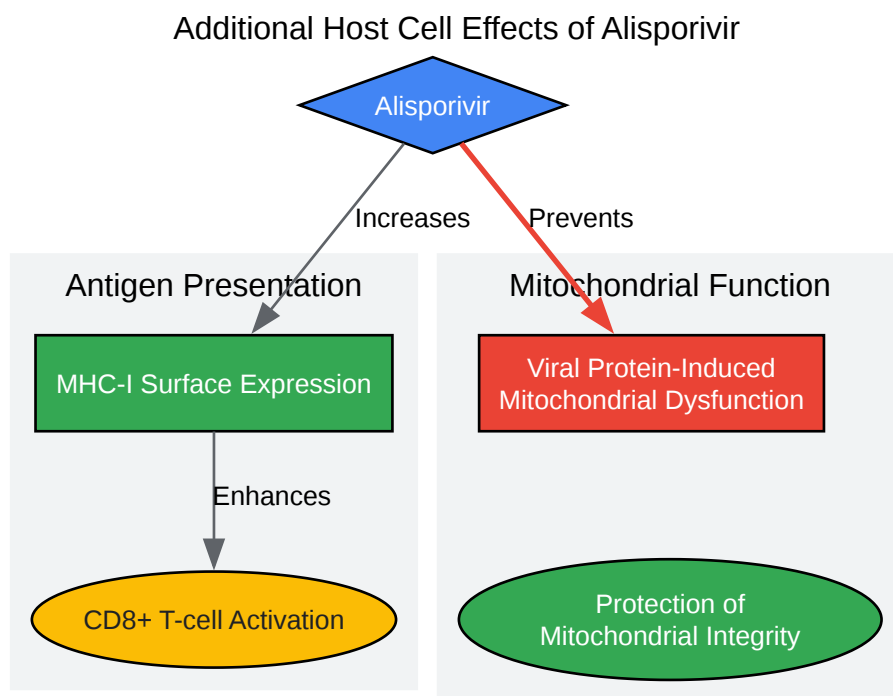 Additional Host Cell Effects of Alisporivir
Alisporivir
Increases
Prevents
Antigen Presentation
Mitochondrial Function
MHC-I Surface Expression
Viral Protein-Induced
Mitochondrial Dysfunction
Enhances
CD8+ T-cell Activation
Protection of
Mitochondrial Integrity